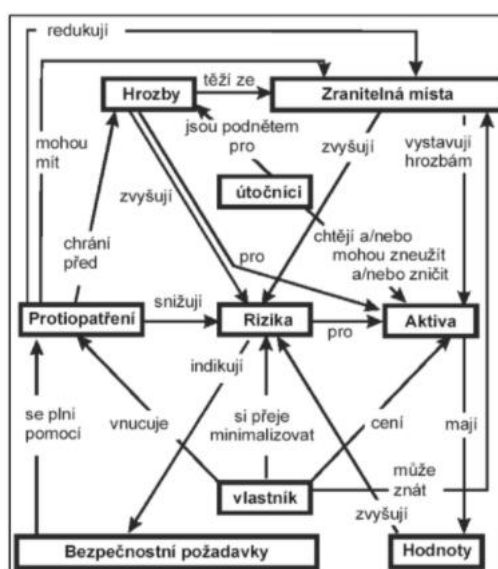 redukují
Hrozby
těží ze
Zranitelná místa
mohou
mít
jsou podnětem
pro
zvyšují
zvyšují
vystavují
hrozbám
útočníci
chrání
před
pro
chtějí a/nebo
mohou zneužít
a/nebo zničit
Protiopatření
snižují
Rizika
pro
Aktiva
indikují
se plní
pomocí
vnucuje
si přeje
minimalizovat
cení
mají
může
znát
vlastník
zvyšují
Bezpečnostní požadavky
Hodnoty